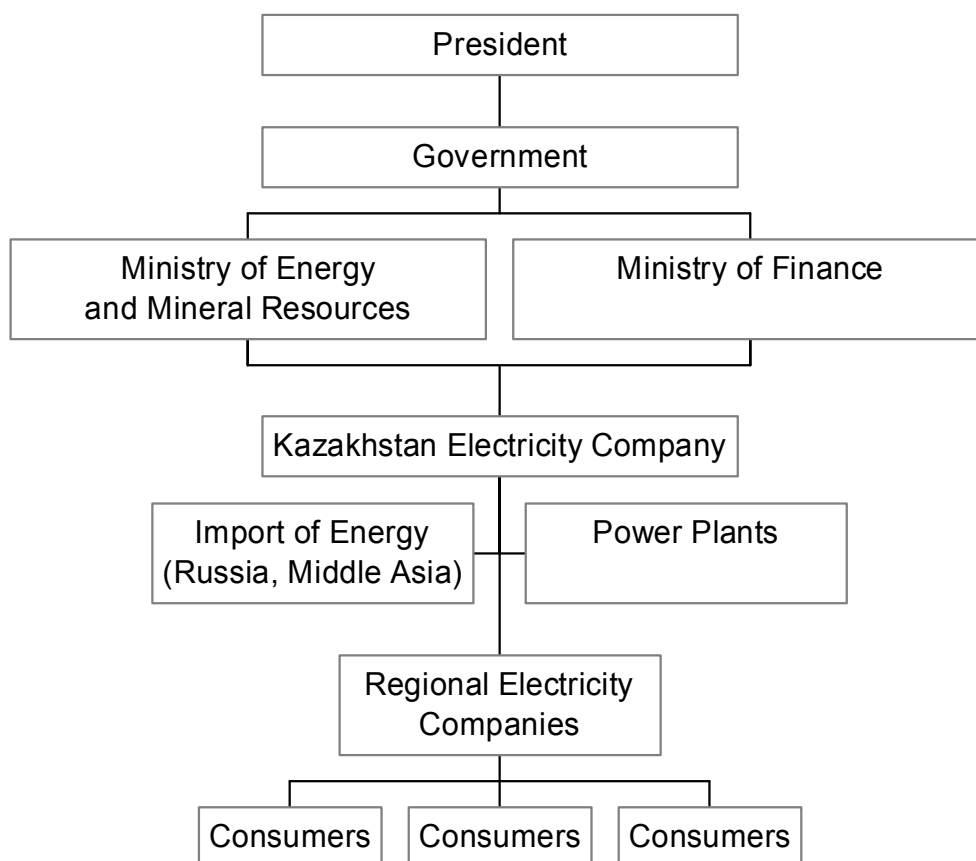 President
Government
Ministry of Energy
and Mineral Resources
Ministry of Finance
Kazakhstan Electricity Company
Import of Energy
(Russia, Middle Asia)
Power Plants
Regional Electricity
Companies
Consumers
Consumers
Consumers